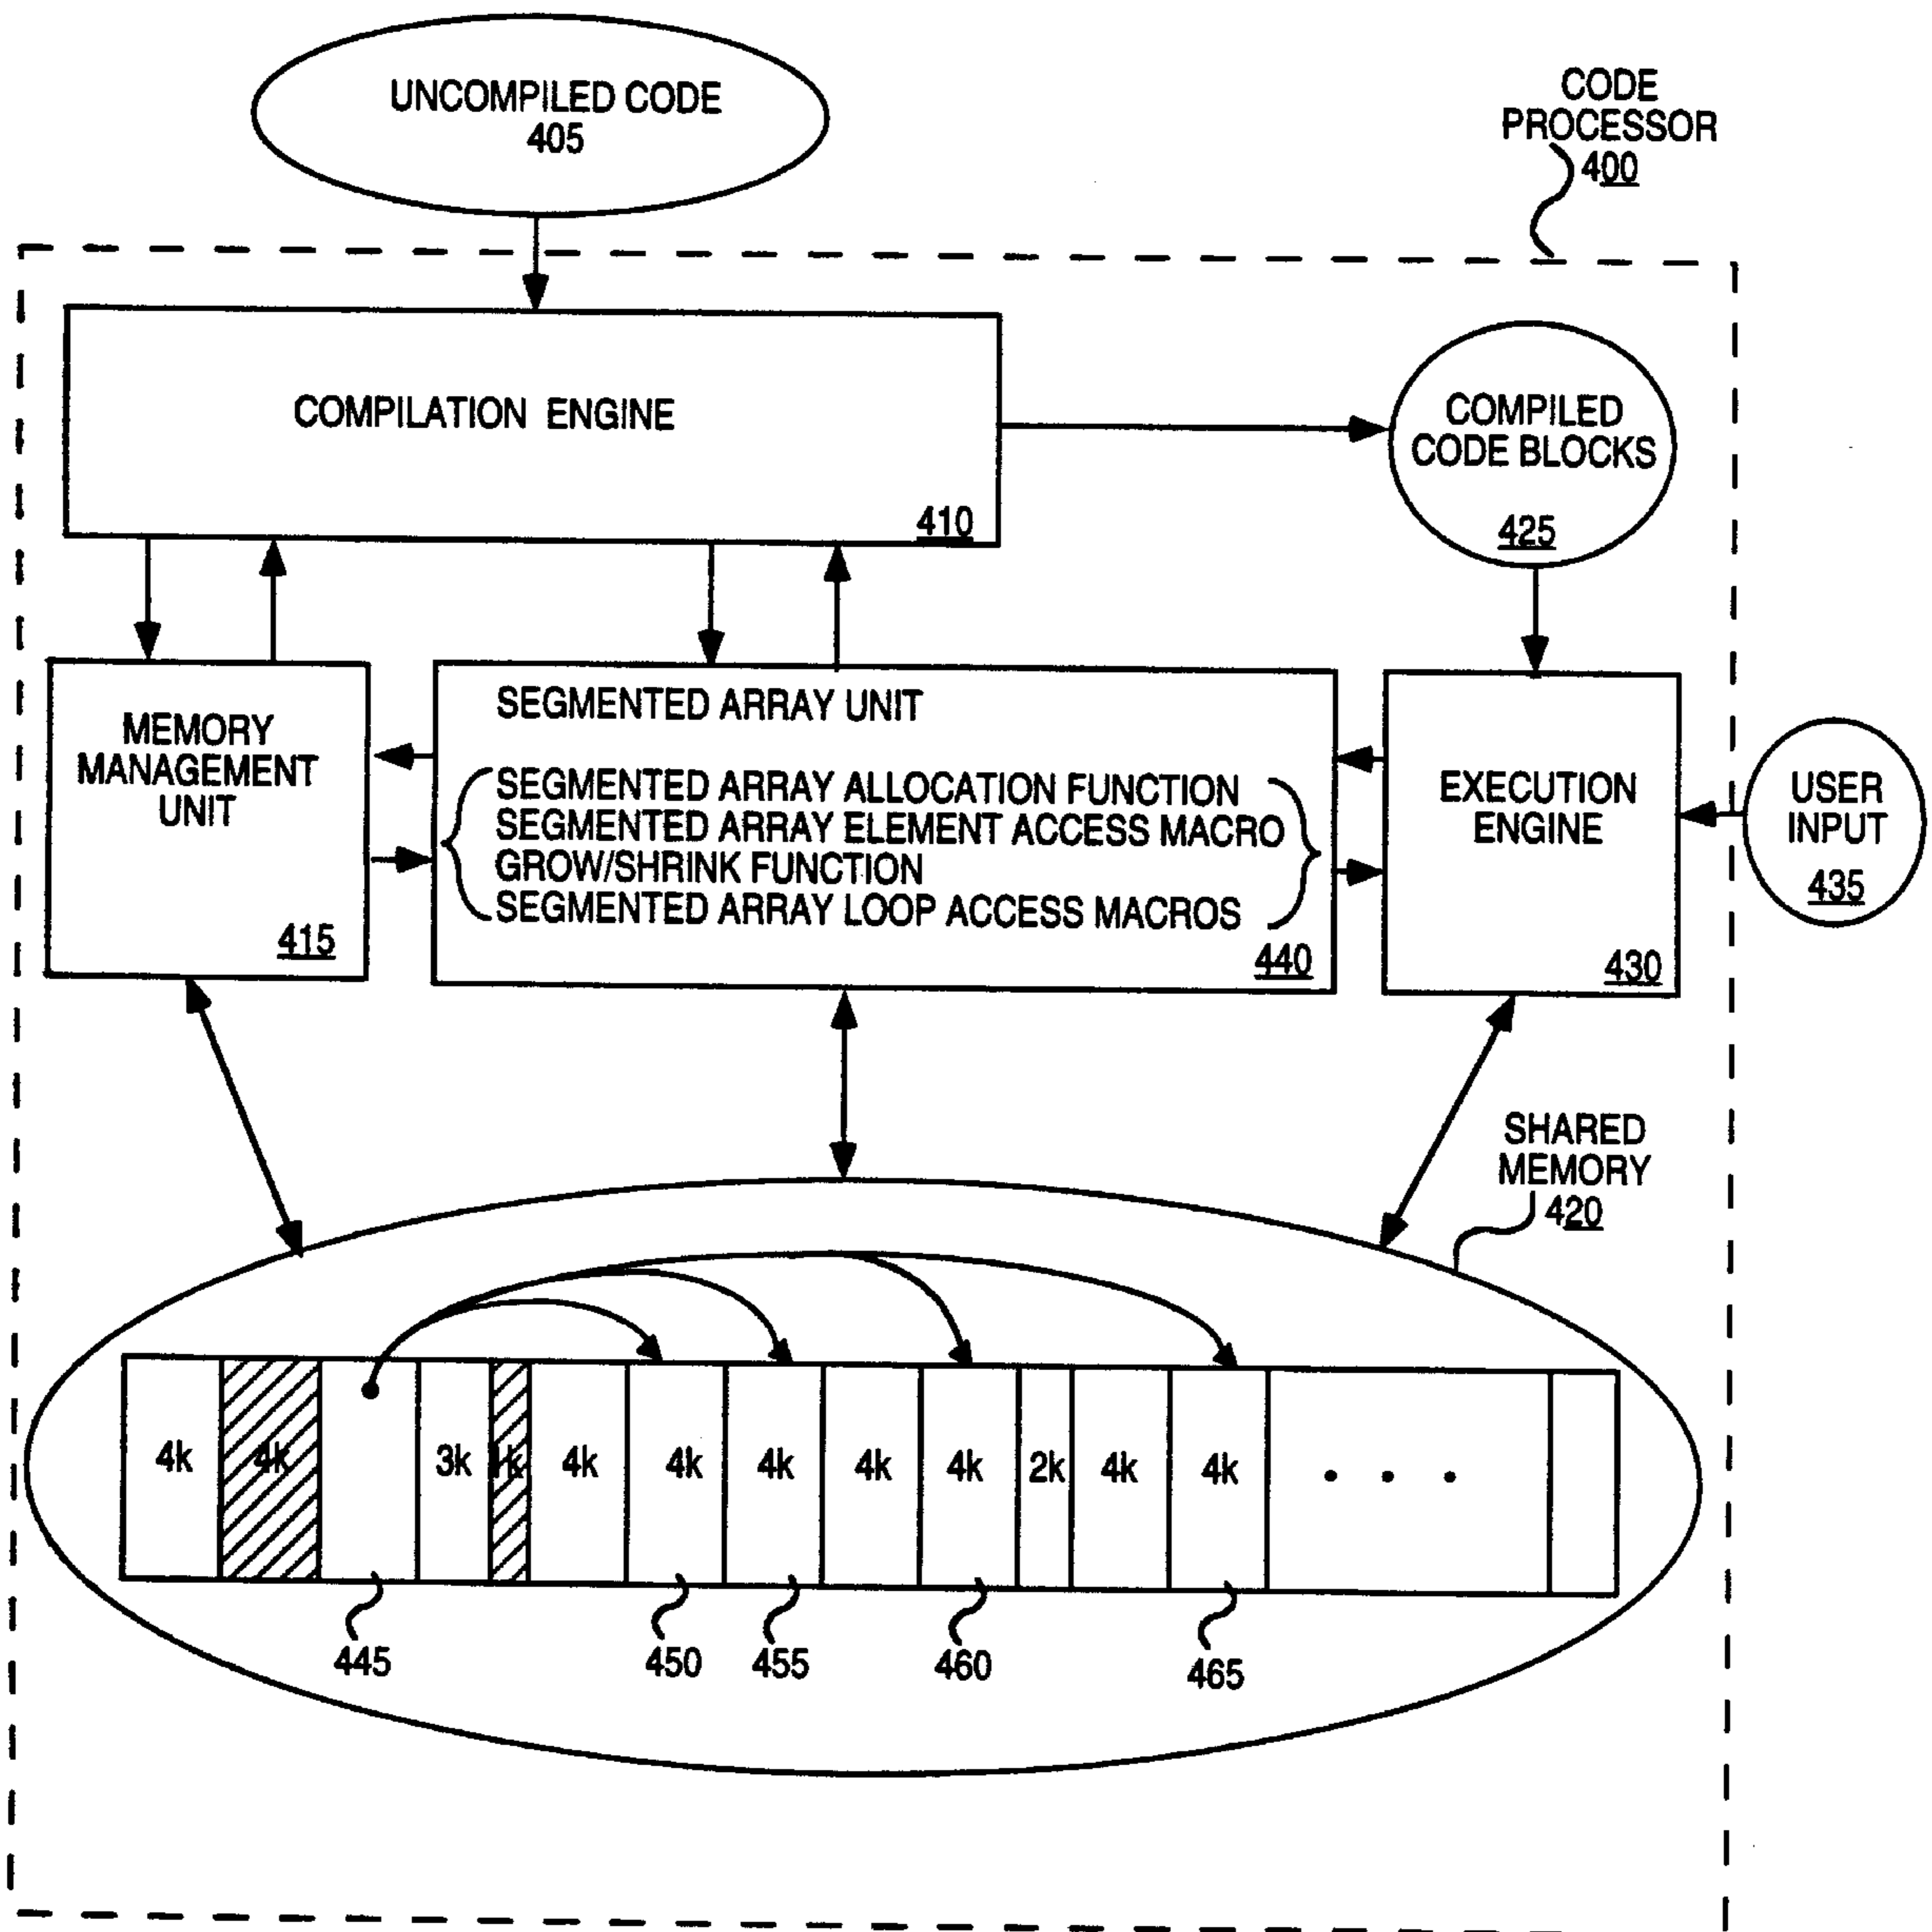 UNCOMPILED CODE
405
CODE
PROCESSOR
400
COMPILATION ENGINE
410
COMPILED
CODE BLOCKS
425
MEMORY
MANAGEMENT
UNIT
415
SEGMENTED ARRAY UNIT
SEGMENTED ARRAY ALLOCATION FUNCTION
SEGMENTED ARRAY ELEMENT ACCESS MACRO
GROW/SHRINK FUNCTION
SEGMENTED ARRAY LOOP ACCESS MACROS
440
EXECUTION
ENGINE
430
USER
INPUT
435
SHARED
MEMORY
420
4k 4k 3k 1k 4k 4k 4k 4k 4k 2k 4k 4k . . .
445 450 455 460 465